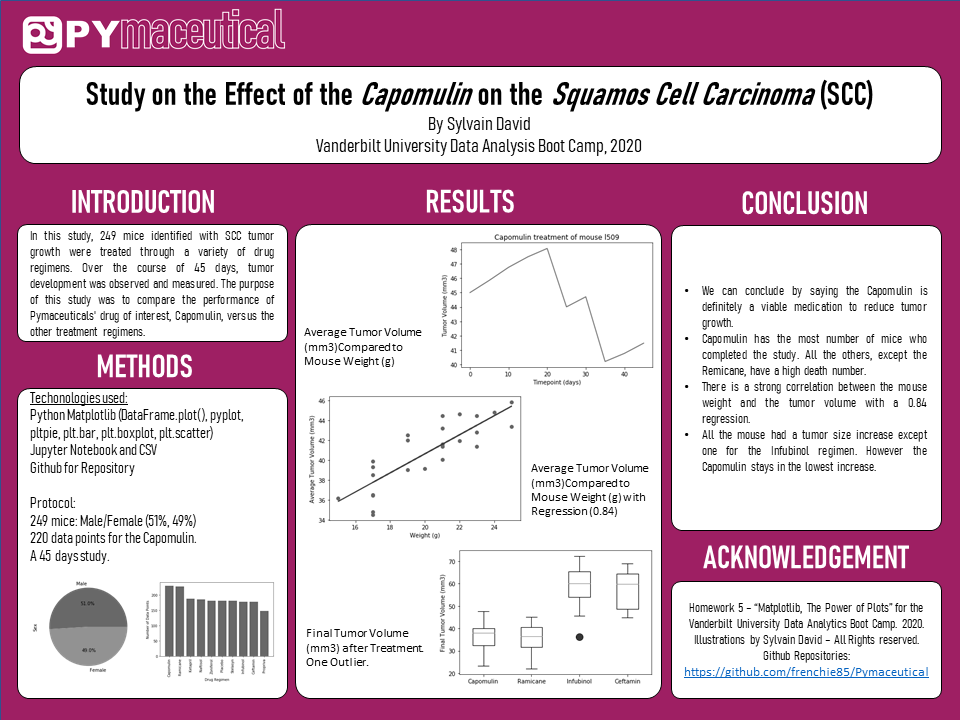 PYmaceutical
Study on the Effect of the Capomulin on the Squamos Cell Carcinoma (SCC)
By Sylvain David
Vanderbilt University Data Analysis Boot Camp, 2020
INTRODUCTION
In this study, 249 mice identified with SCC tumor
growth were treated through a variety of drug
regimens. Over the course of 45 days, tumor
development was observed and measured. The purpose
of this study was to compare the performance of
Pymaceuticals' drug of interest, Capomulin, versus the
other treatment regimens.
METHODS
Techonologies used:
Python Matplotlib (DataFrame.plot(), pyplot,
pltpie, plt.bar, plt.boxplot, plt.scatter)
Jupyter Notebook and CSV
Github for Repository
Protocol:
249 mice: Male/Female (51%, 49%)
220 data points for the Capomulin.
A 45 days study.
Male
51.0%
Sex
49.0%
Female
Number of Data Points
200
150
100
50
0
Capomulin
Ramicane
Ketapril
Naftisol
Zoniferol
Placebo
Stelasyn
Infubinol
Ceftamin
Propriva
Drug Regimen
RESULTS
Capomulin treatment of mouse l509
Tumor Volume (mm3)
48
47
46
45
44
43
42
41
40
0 10 20 30 40
Timepoint (days)
Average Tumor Volume
(mm3)Compared to
Mouse Weight (g)
Average Tumor Volume (mm3)
46
44
42
40
38
36
34
16 18 20 22 24
Weight (g)
Average Tumor Volume
(mm3)Compared to
Mouse Weight (g) with
Regression (0.84)
Final Tumor Volume
(mm3) after Treatment.
One Outlier.
Final Tumor Volume (mm3)
70
60
50
40
30
20
Capomulin Ramicane Infubinol Ceftamin
CONCLUSION
• We can conclude by saying the Capomulin is
definitely a viable medication to reduce tumor
growth.
• Capomulin has the most number of mice who
completed the study. All the others, except the
Remicane, have a high death number.
• There is a strong correlation between the mouse
weight and the tumor volume with a 0.84
regression.
• All the mouse had a tumor size increase except
one for the Infubinol regimen. However the
Capomulin stays in the lowest increase.
ACKNOWLEDGEMENT
Homework 5 – “Matplotlib, The Power of Plots” for the
Vanderbilt University Data Analytics Boot Camp. 2020.
Illustrations by Sylvain David – All Rights reserved.
Github Repositories:
https://github.com/frenchie85/Pymaceutical